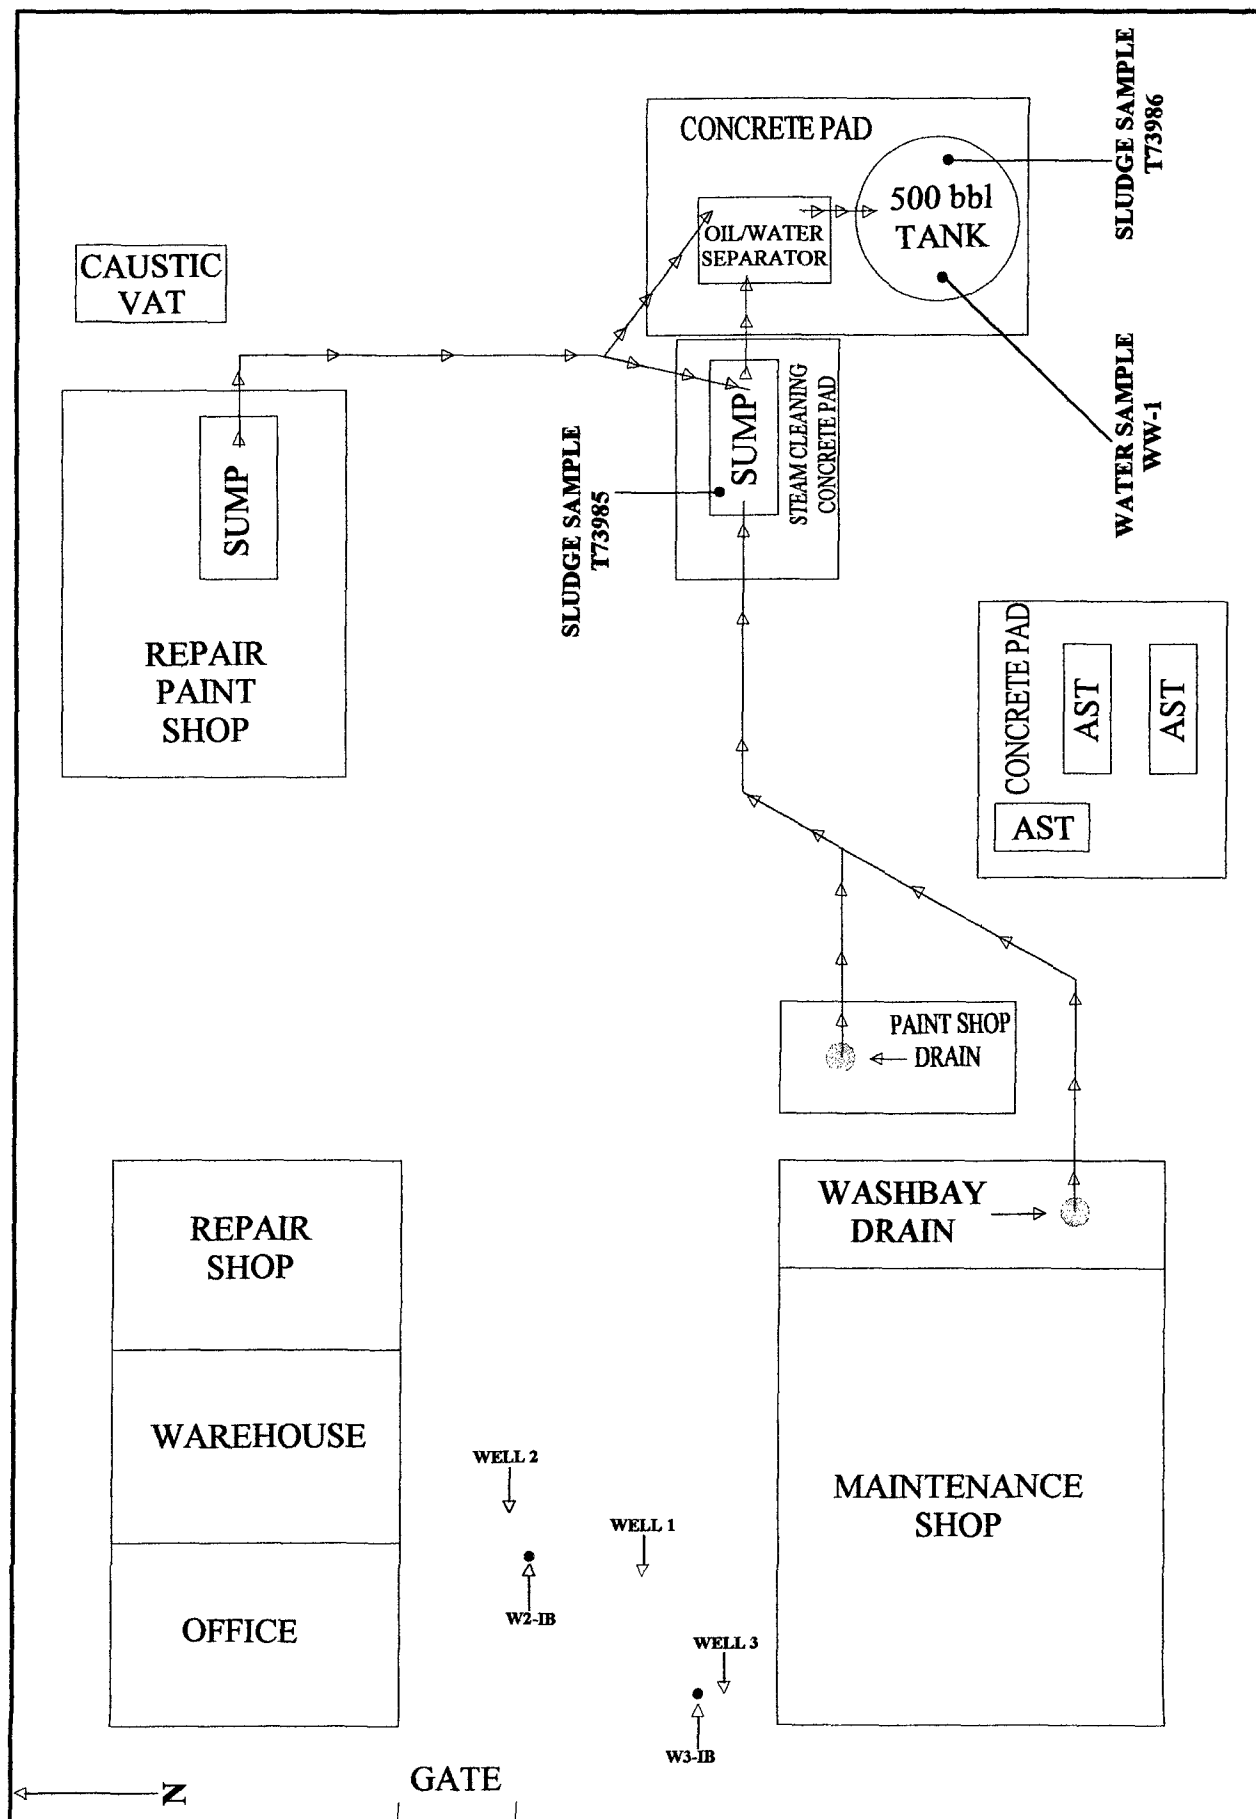 SLUDGE SAMPLE
T73986
CONCRETE PAD
500 bbl
TANK
OIL/WATER
SEPARATOR
CAUSTIC
VAT
WATER SAMPLE
WW-1
SUMP
STEAM CLEANING
CONCRETE PAD
SLUDGE SAMPLE
T73985
SUMP
REPAIR
PAINT
SHOP
CONCRETE PAD
AST
AST
AST
PAINT SHOP
DRAIN
WASHBAY
DRAIN
REPAIR
SHOP
WAREHOUSE
OFFICE
WELL 2
W2-IB
WELL 1
WELL 3
W3-IB
MAINTENANCE
SHOP
GATE
N